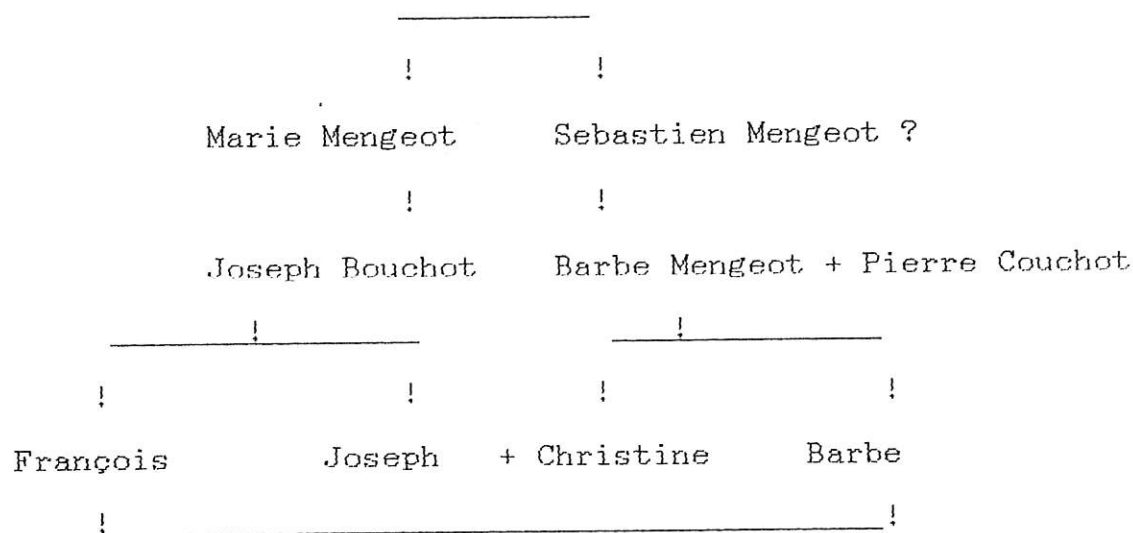 ! !
Marie Mengeot Sebastien Mengeot ?
! !
Joseph Bouchot Barbe Mengeot + Pierre Couchot
! !
! ! ! !
François Joseph + Christine Barbe
! !